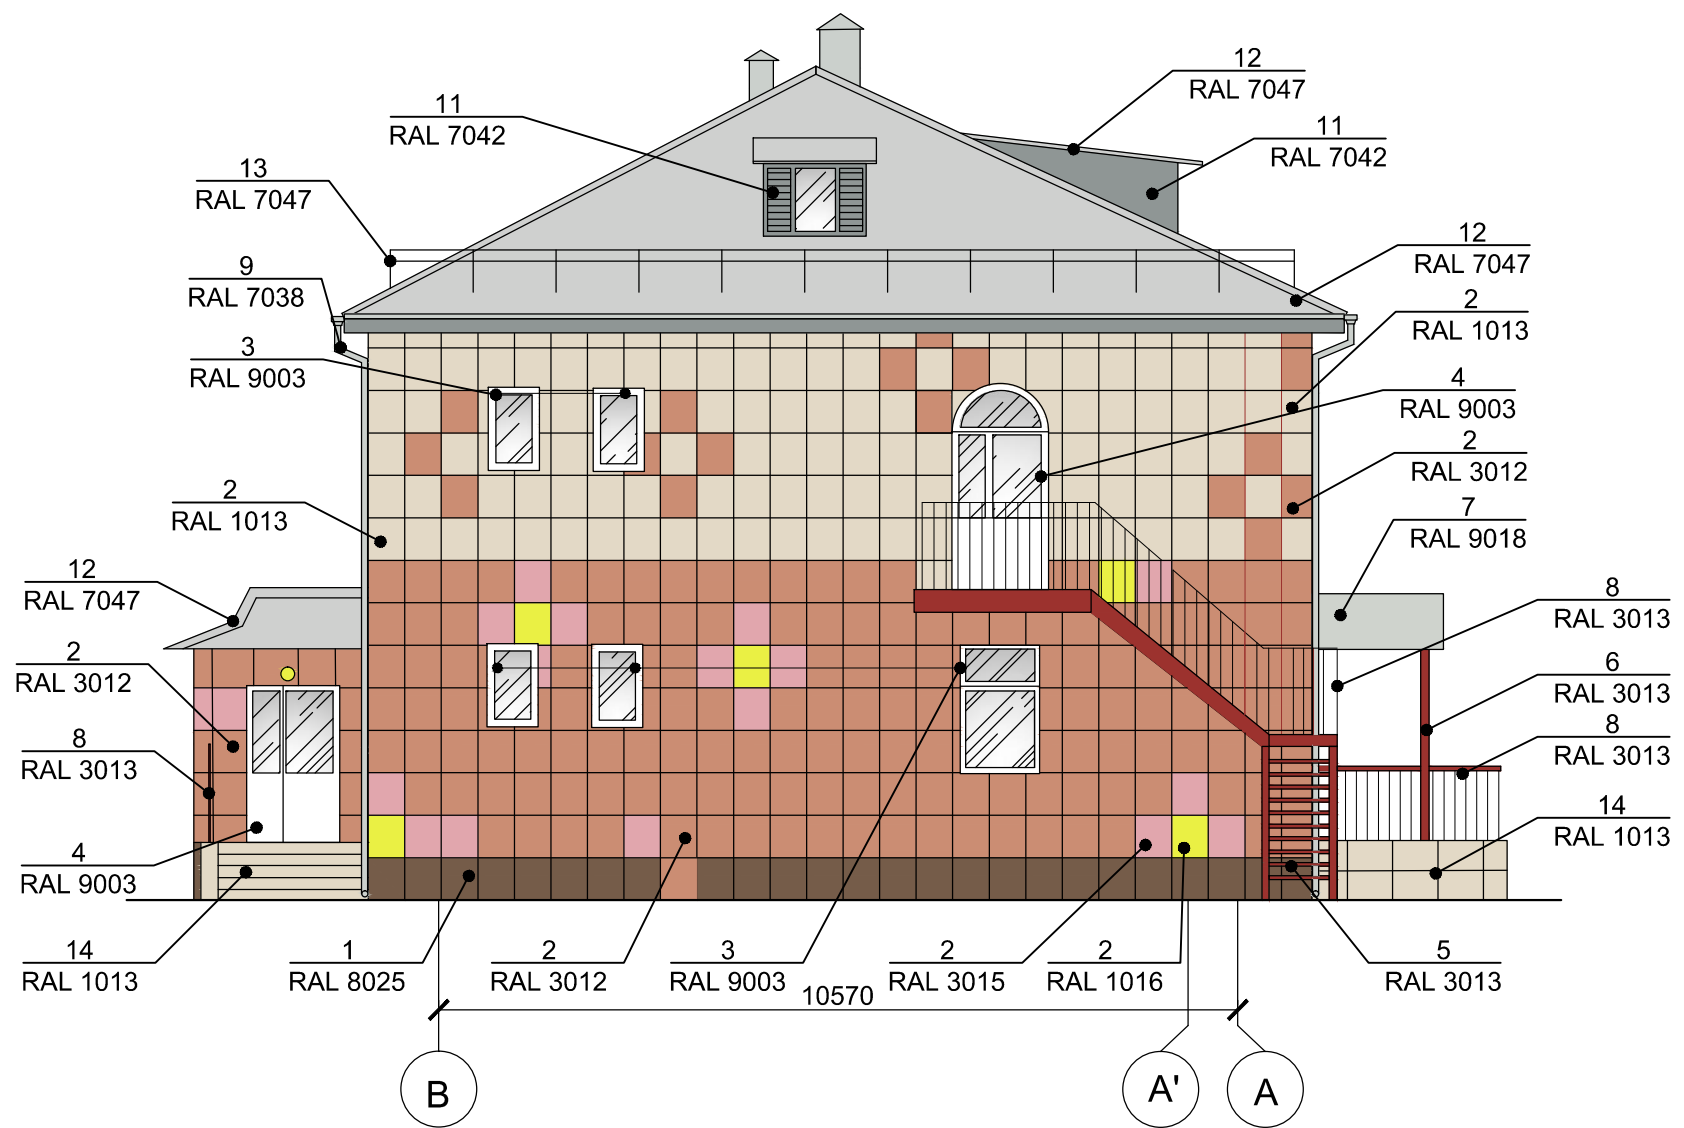 12
RAL 7047
11
RAL 7042
11
RAL 7042
13
RAL 7047
12
RAL 7047
9
RAL 7038
2
RAL 1013
3
RAL 9003
4
RAL 9003
2
RAL 3012
2
RAL 1013
7
RAL 9018
12
RAL 7047
8
RAL 3013
2
RAL 3012
6
RAL 3013
8
RAL 3013
8
RAL 3013
14
RAL 1013
4
RAL 9003
14
RAL 1013
1
RAL 8025
2
RAL 3012
3
RAL 9003
2
RAL 3015
2
RAL 1016
5
RAL 3013
10570
В
А'
А